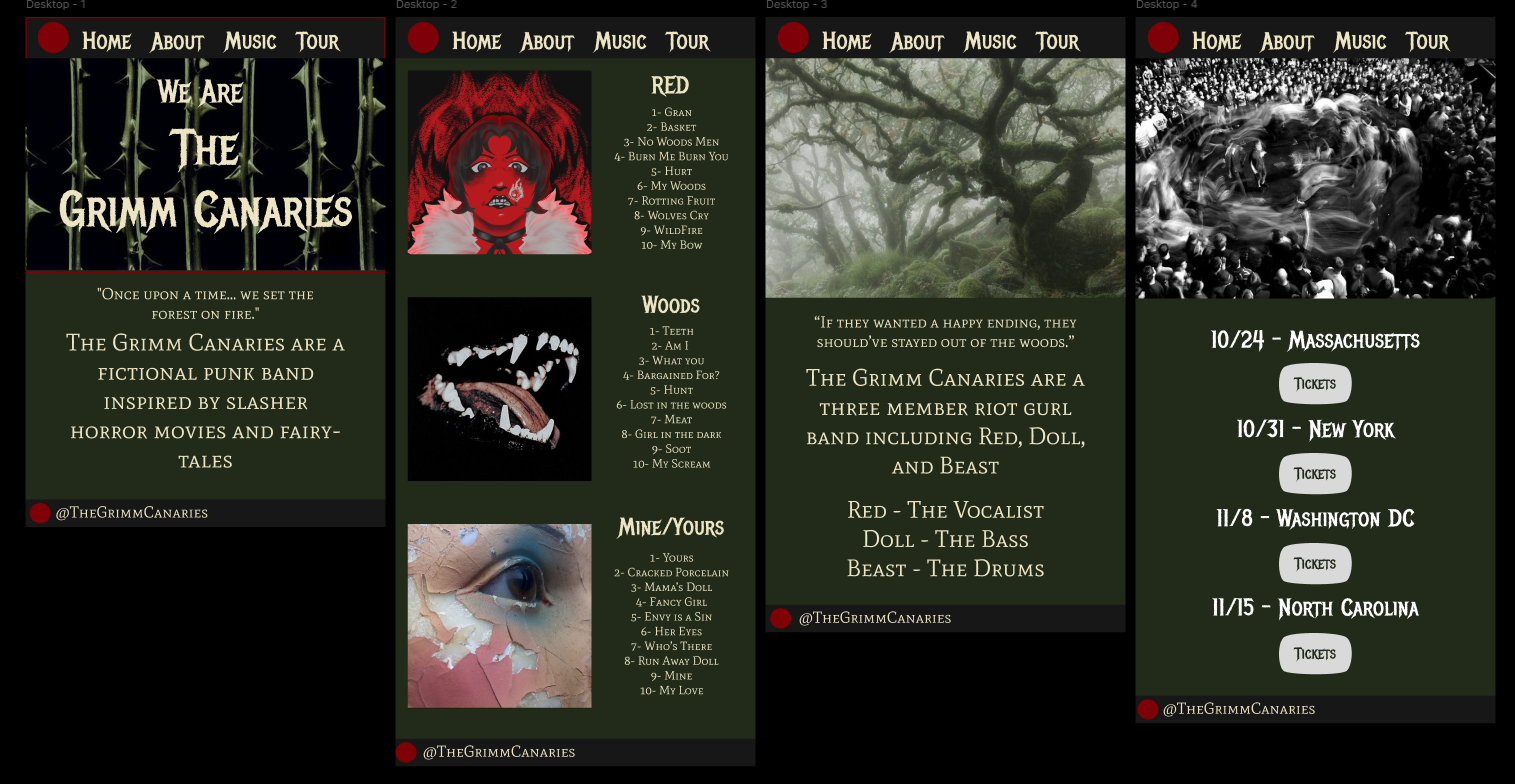 Desktop - 1
Home About Music Tour
We Are
The
Grimm Canaries
"Once upon a time... we set the
forest on fire."
The Grimm Canaries are a
fictional punk band
inspired by slasher
horror movies and fairy-
tales
@TheGrimmCanaries
Desktop - 2
Home About Music Tour
RED
1- Gran
2- Basket
3- No Woods Men
4- Burn Me Burn You
5- Hurt
6- My Woods
7- Rotting Fruit
8- Wolves Cry
9- WildFire
10- My Bow
Woods
1- Teeth
2- Am I
3- What you
4- Bargained For?
5- Hunt
6- Lost in the woods
7- Meat
8- Girl in the dark
9- Soot
10- My Scream
Mine/Yours
1- Yours
2- Cracked Porcelain
3- Mama's Doll
4- Fancy Girl
5- Envy is a Sin
6- Her Eyes
7- Who's There
8- Run Away Doll
9- Mine
10- My Love
@TheGrimmCanaries
Desktop - 3
Home About Music Tour
“If they wanted a happy ending, they
should've stayed out of the woods.”
The Grimm Canaries are a
three member riot gurl
band including Red, Doll,
and Beast
Red - The Vocalist
Doll - The Bass
Beast - The Drums
@TheGrimmCanaries
Desktop - 4
Home About Music Tour
10/24 - Massachusetts
Tickets
10/31 - New York
Tickets
11/8 - Washington DC
Tickets
11/15 - North Carolina
Tickets
@TheGrimmCanaries